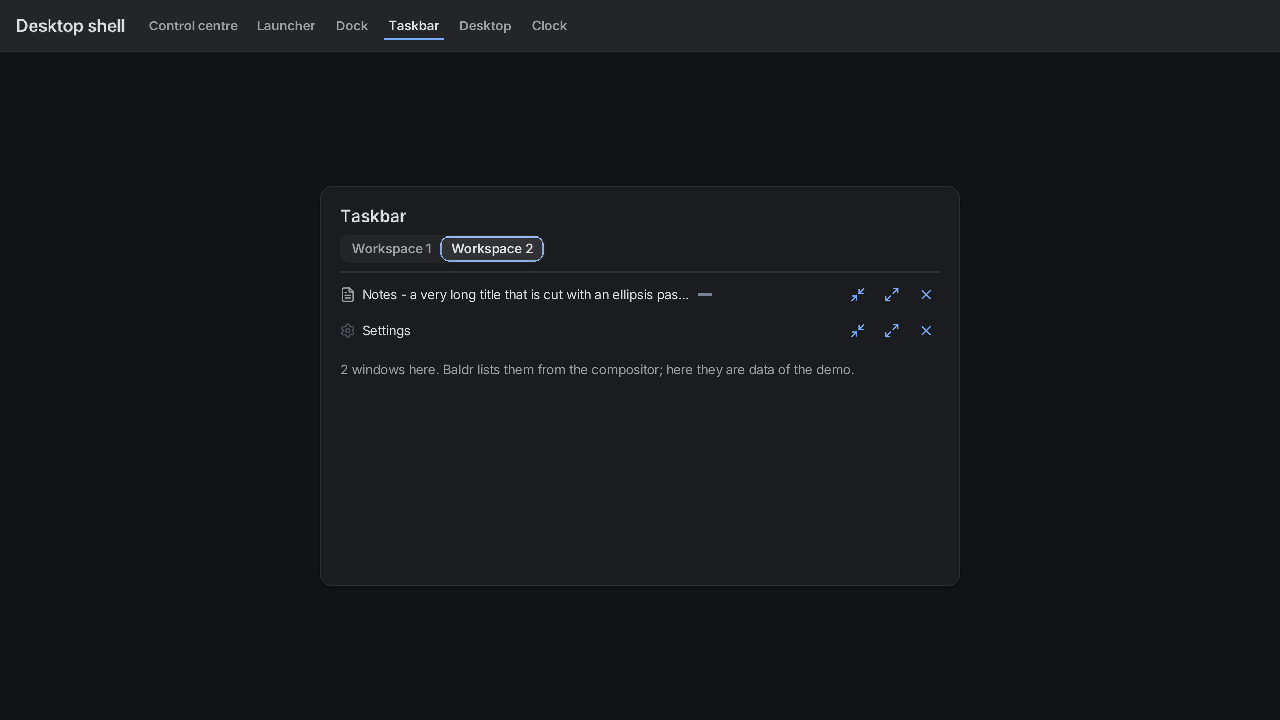 Desktop shell Control centre Launcher Dock Taskbar Desktop Clock
Taskbar
Workspace 1 Workspace 2
Notes - a very long title that is cut with an ellipsis pas...
Settings
2 windows here. Baldr lists them from the compositor; here they are data of the demo.